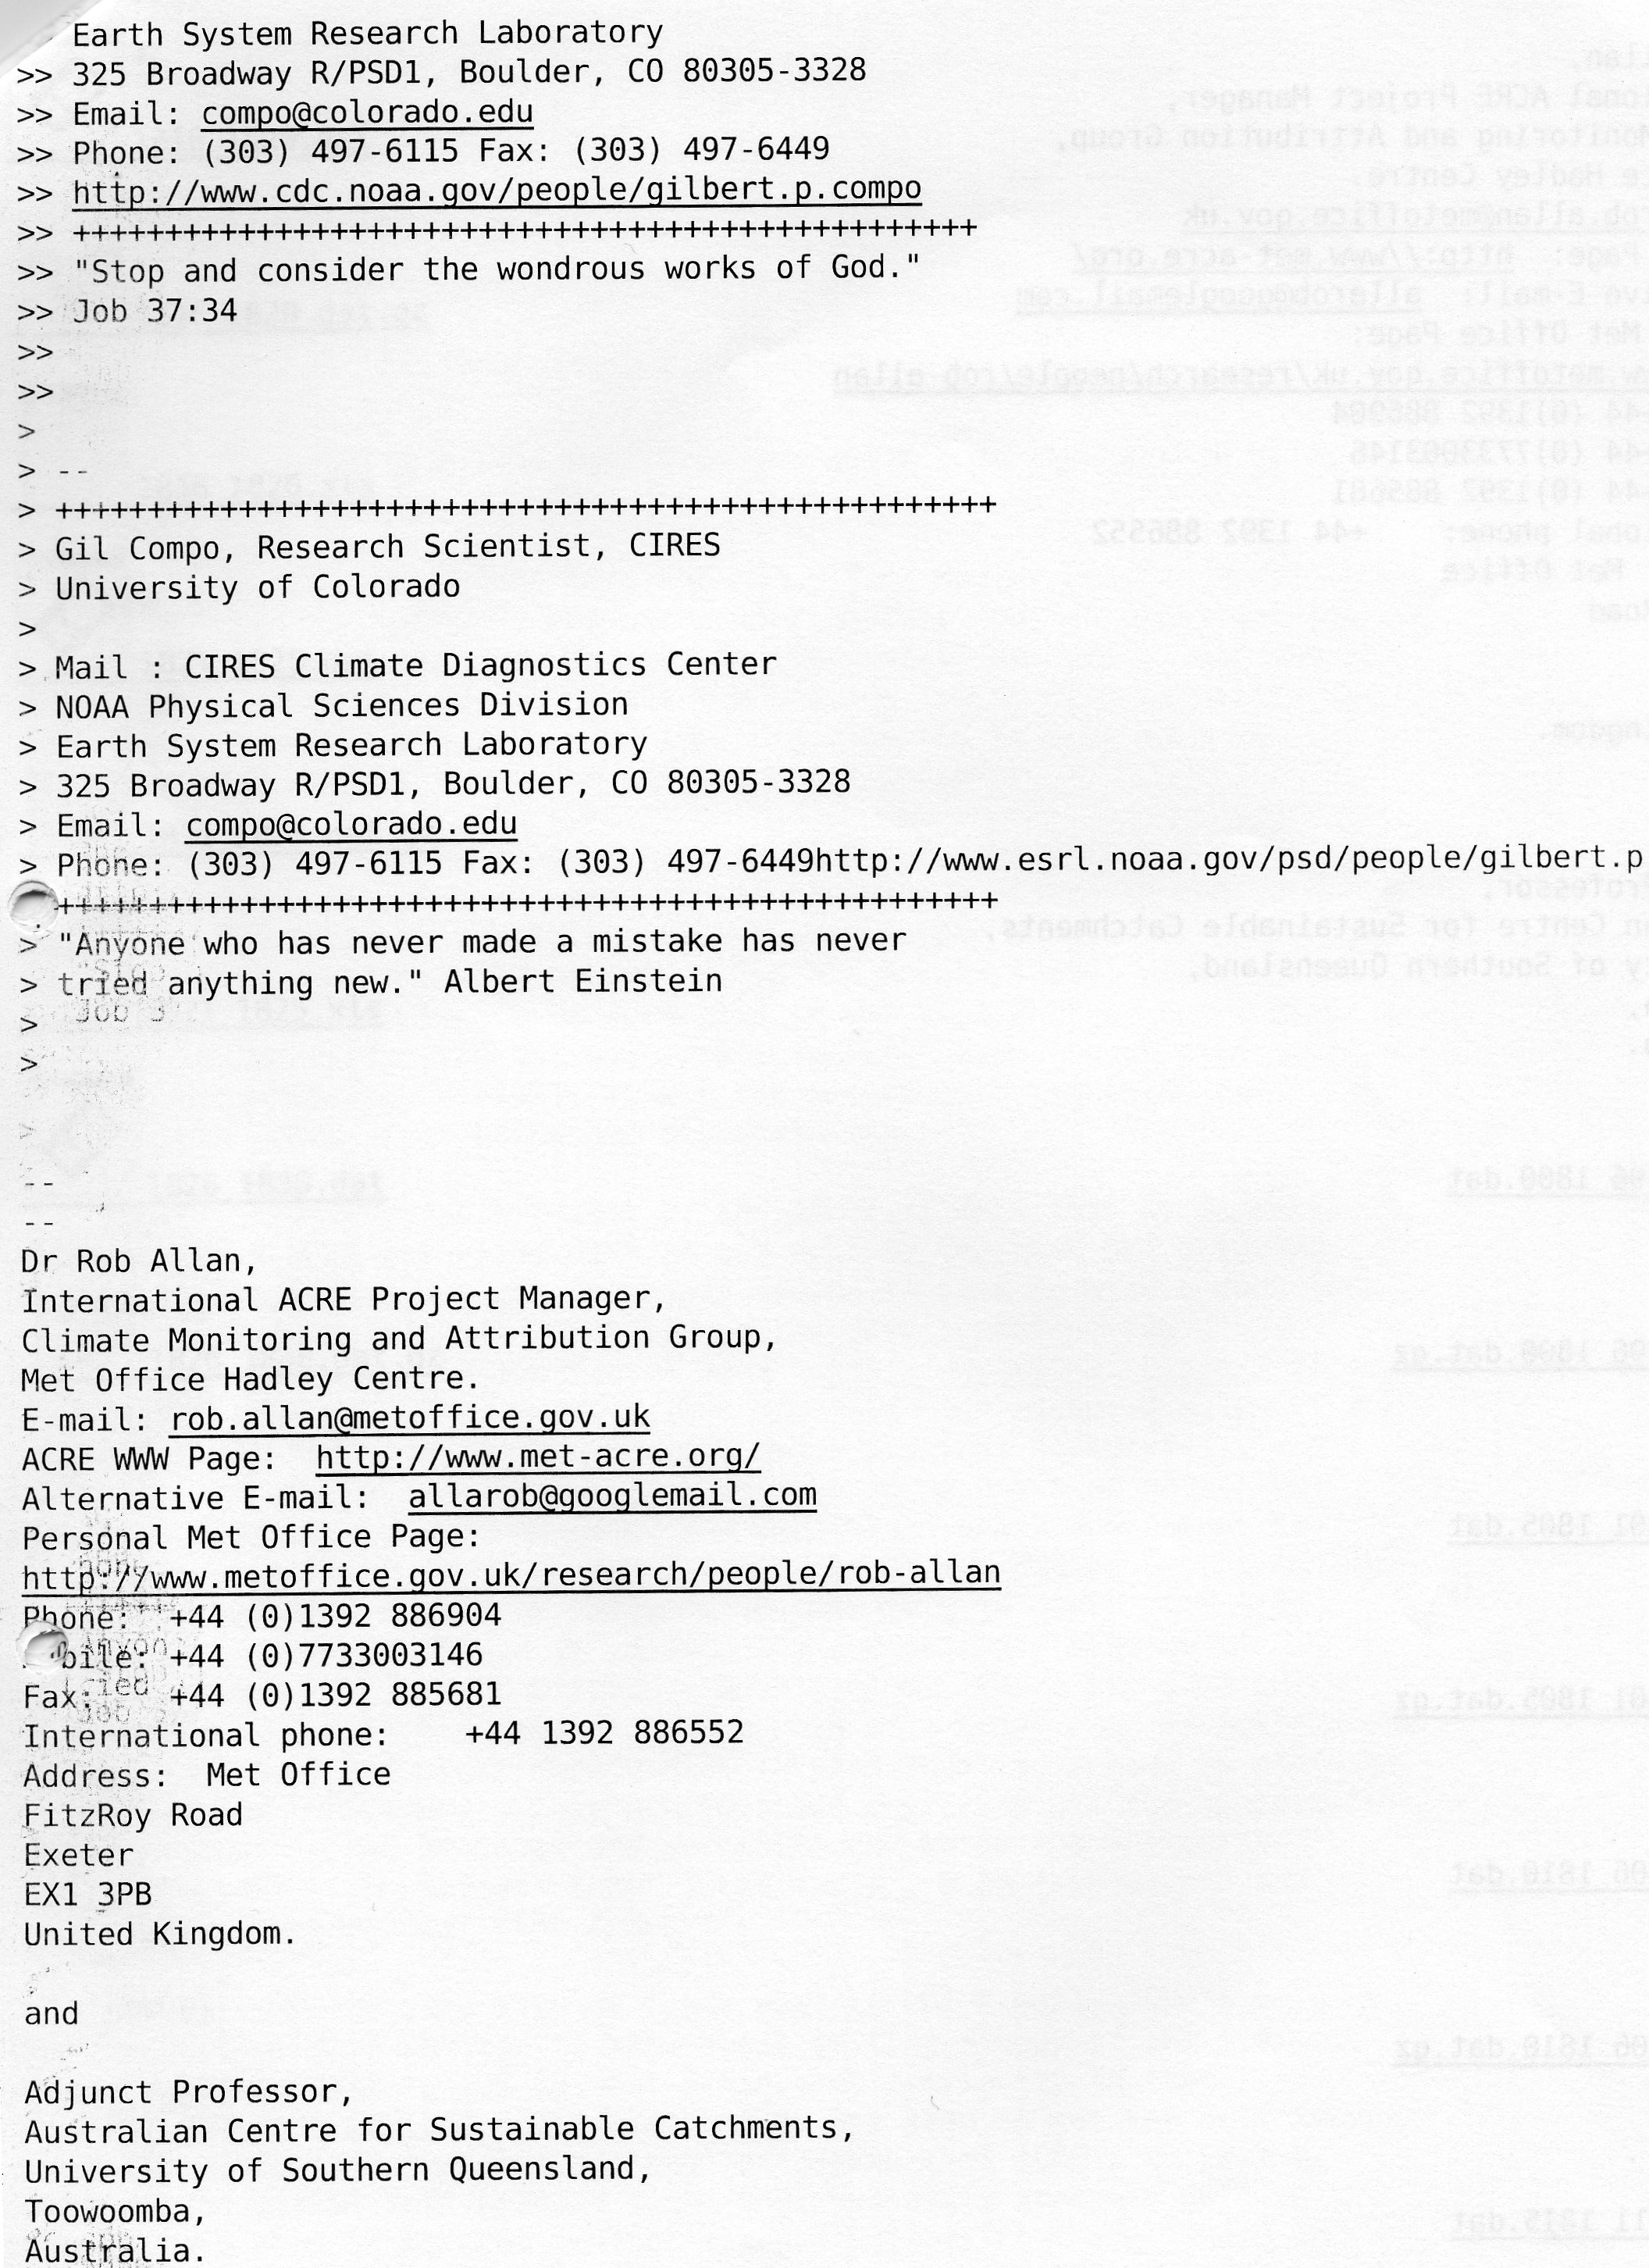 Earth System Research Laboratory
>> 325 Broadway R/PSD1, Boulder, CO 80305-3328
>> Email: compo@colorado.edu
>> Phone: (303) 497-6115 Fax: (303) 497-6449
>> http://www.cdc.noaa.gov/people/gilbert.p.compo
>> +++++++++++++++++++++++++++++++++++++++++++++++++
>> "Stop and consider the wondrous works of God."
>> Job 37:34
>>
>>
>
> --
> +++++++++++++++++++++++++++++++++++++++++++++++++++
> Gil Compo, Research Scientist, CIRES
> University of Colorado
>
> Mail : CIRES Climate Diagnostics Center
> NOAA Physical Sciences Division
> Earth System Research Laboratory
> 325 Broadway R/PSD1, Boulder, CO 80305-3328
> Email: compo@colorado.edu
> Phone: (303) 497-6115 Fax: (303) 497-6449http://www.esrl.noaa.gov/psd/people/gilbert.p
+++++++++++++++++++++++++++++++++++++++++++++++++++
> "Anyone who has never made a mistake has never
> tried anything new." Albert Einstein
>
>
>
--
--
Dr Rob Allan,
International ACRE Project Manager,
Climate Monitoring and Attribution Group,
Met Office Hadley Centre.
E-mail: rob.allan@metoffice.gov.uk
ACRE WWW Page:  http://www.met-acre.org/
Alternative E-mail:  allarob@googlemail.com
Personal Met Office Page:
http://www.metoffice.gov.uk/research/people/rob-allan
Phone:  +44 (0)1392 886904
bile: +44 (0)7733003146
Fax:    +44 (0)1392 885681
International phone:    +44 1392 886552
Address:  Met Office
FitzRoy Road
Exeter
EX1 3PB
United Kingdom.
and
Adjunct Professor,
Australian Centre for Sustainable Catchments,
University of Southern Queensland,
Toowoomba,
Australia.